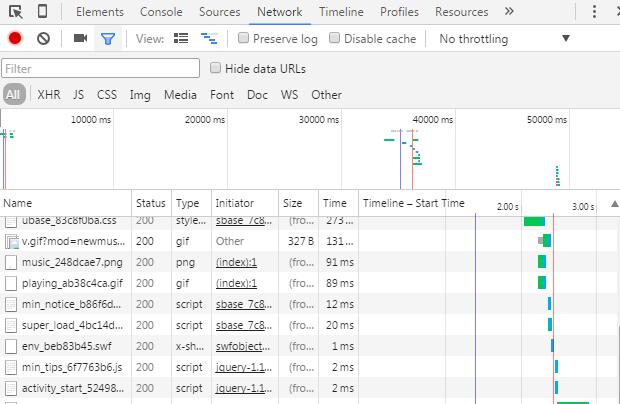 Elements Console Sources Network Timeline Profiles Resources »
View: Preserve log Disable cache No throttling
Filter Hide data URLs
All XHR JS CSS Img Media Font Doc WS Other
10000 ms 20000 ms 30000 ms 40000 ms 50000 ms
Name Status Type Initiator Size Time Timeline – Start Time 2.00 s 3.00 s
ubase_83c8f0ba.css 200 style... sbase_7c8... (fro... 273 ...
v.gif?mod=newmus... 200 gif Other 327 B 131...
music_248dcae7.png 200 png (index):1 (fro... 91 ms
playing_ab38c4ca.gif 200 gif (index):1 (fro... 89 ms
min_notice_b86f6d... 200 script sbase_7c8... (fro... 12 ms
super_load_4bc14d... 200 script sbase_7c8... (fro... 20 ms
env_beb83b45.swf 200 x-sh... swfobject... (fro... 1 ms
min_tips_6f7763b6.js 200 script jquery-1.1... (fro... 2 ms
activity_start_52498... 200 script jquery-1.1... (fro... 2 ms